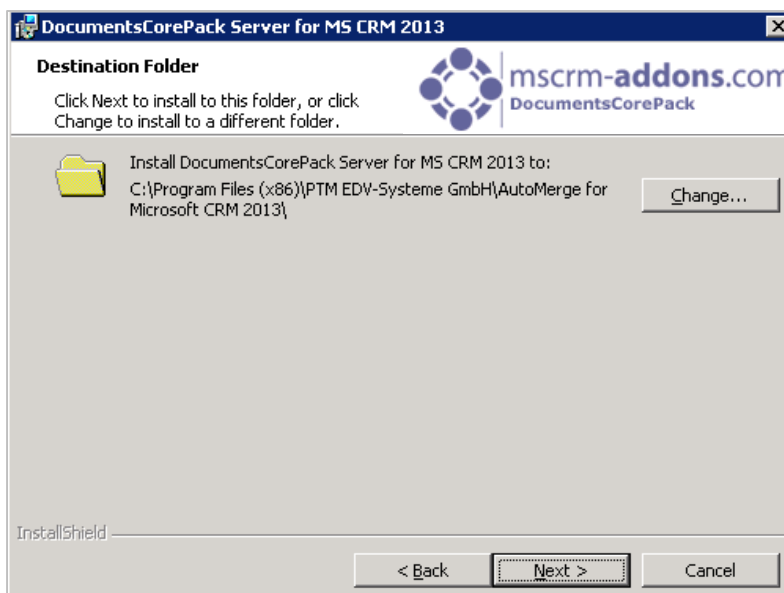 DocumentsCorePack Server for MS CRM 2013
Destination Folder
Click Next to install to this folder, or click
Change to install to a different folder.
mscrm-addons.com
DocumentsCorePack
Install DocumentsCorePack Server for MS CRM 2013 to:
C:\Program Files (x86)\PTM EDV-Systeme GmbH\AutoMerge for
Microsoft CRM 2013\
Change...
InstallShield
< Back
Next >
Cancel